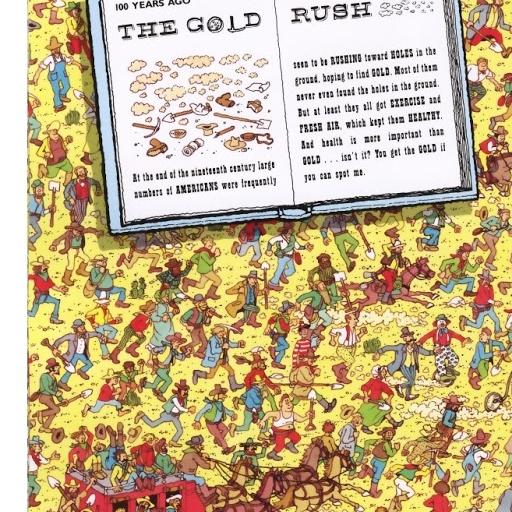 100 YEARS AGO
THE GOLD RUSH
At the end of the nineteenth century large
numbers of AMERICANS were frequently
seen to be RUSHING toward HOLES in the
ground, hoping to find GOLD. Most of them
never even found the holes in the ground.
But at least they all got EXERCISE and
FRESH AIR, which kept them HEALTHY.
And health is more important than
GOLD . . . isn't it? You get the GOLD if
you can spot me.